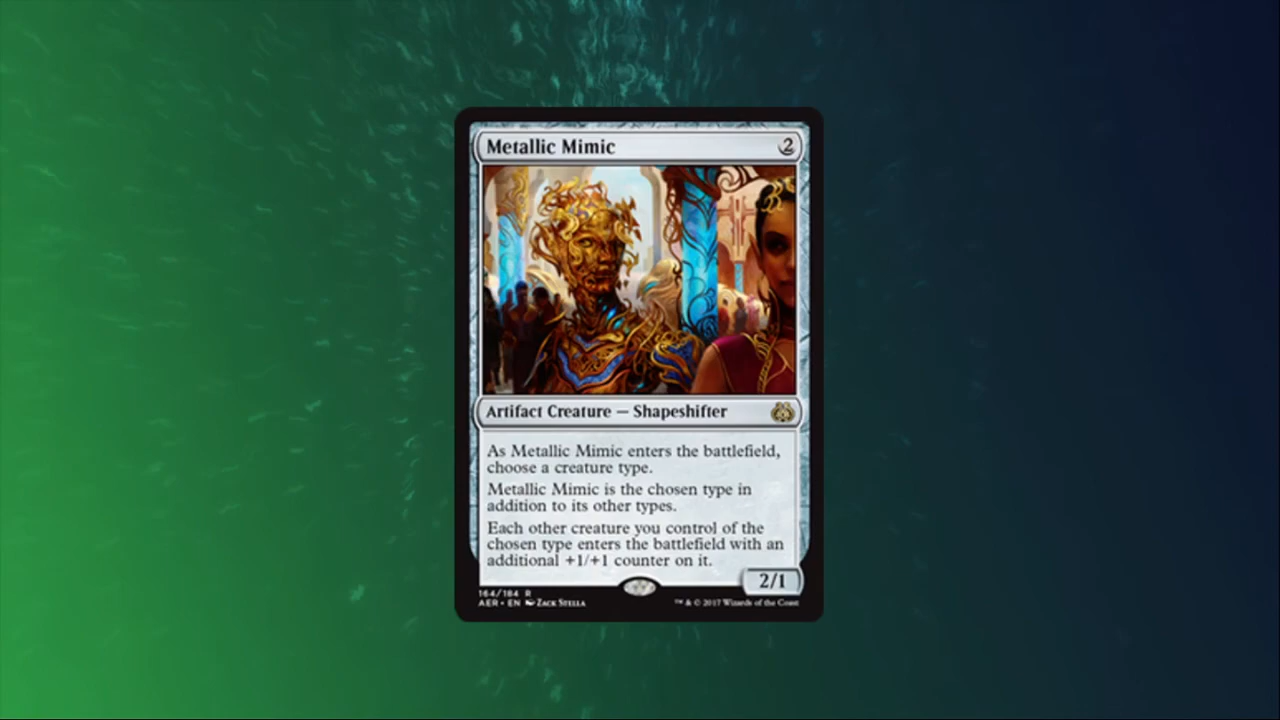 Metallic Mimic 2
Artifact Creature — Shapeshifter
As Metallic Mimic enters the battlefield,
choose a creature type.
Metallic Mimic is the chosen type in
addition to its other types.
Each other creature you control of the
chosen type enters the battlefield with an
additional +1/+1 counter on it.
2/1
164/184 R
AER • EN Zack Stella ™ & © 2017 Wizards of the Coast